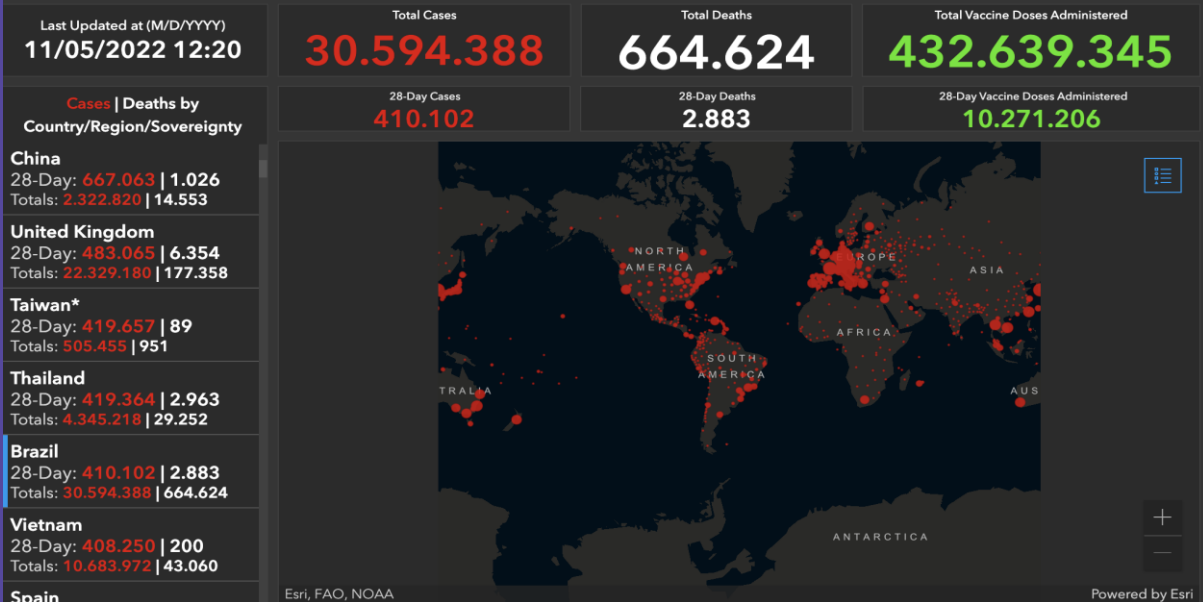 Last Updated at (M/D/YYYY)
11/05/2022 12:20
Total Cases
30.594.388
Total Deaths
664.624
Total Vaccine Doses Administered
432.639.345
28-Day Cases
410.102
28-Day Deaths
2.883
28-Day Vaccine Doses Administered
10.271.206
Cases | Deaths by
Country/Region/Sovereignty
China
28-Day: 667.063 | 1.026
Totals: 2.322.820 | 14.553
United Kingdom
28-Day: 483.065 | 6.354
Totals: 22.329.180 | 177.358
Taiwan*
28-Day: 419.657 | 89
Totals: 505.455 | 951
Thailand
28-Day: 419.364 | 2.963
Totals: 4.345.218 | 29.252
Brazil
28-Day: 410.102 | 2.883
Totals: 30.594.388 | 664.624
Vietnam
28-Day: 408.250 | 200
Totals: 10.683.972 | 43.060
Spain
NORTH
AMERICA
EUROPE
ASIA
AFRICA
SOUTH
AMERICA
TRALIA
AUS
ANTARCTICA
Esri, FAO, NOAA
Powered by Esri